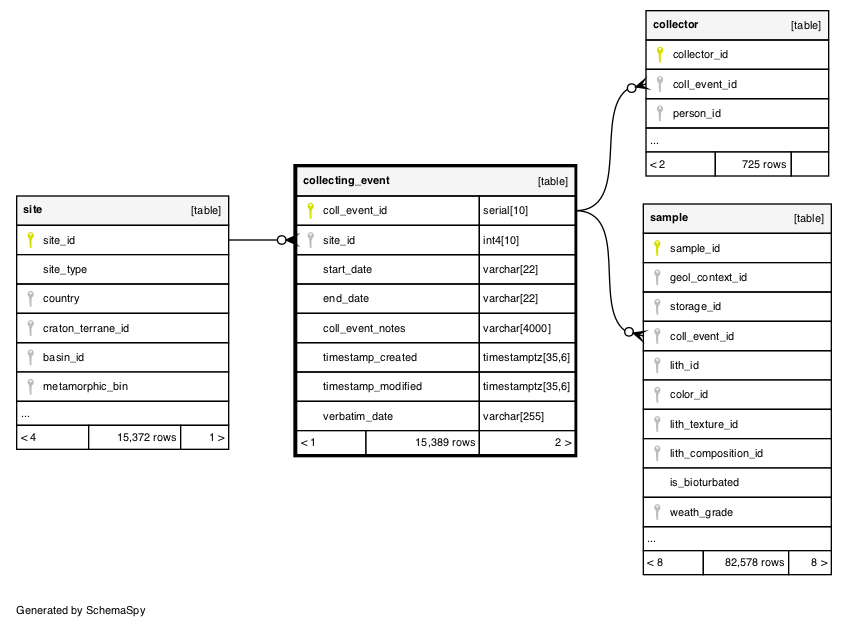 collector [table]
collector_id
coll_event_id
person_id
...
< 2 725 rows
collecting_event [table]
coll_event_id serial[10]
site_id int4[10]
start_date varchar[22]
end_date varchar[22]
coll_event_notes varchar[4000]
timestamp_created timestamptz[35,6]
timestamp_modified timestamptz[35,6]
verbatim_date varchar[255]
< 1 15,389 rows 2 >
site [table]
site_id
site_type
country
craton_terrane_id
basin_id
metamorphic_bin
...
< 4 15,372 rows 1 >
sample [table]
sample_id
geol_context_id
storage_id
coll_event_id
lith_id
color_id
lith_texture_id
lith_composition_id
is_bioturbated
weath_grade
...
< 8 82,578 rows 8 >
Generated by SchemaSpy